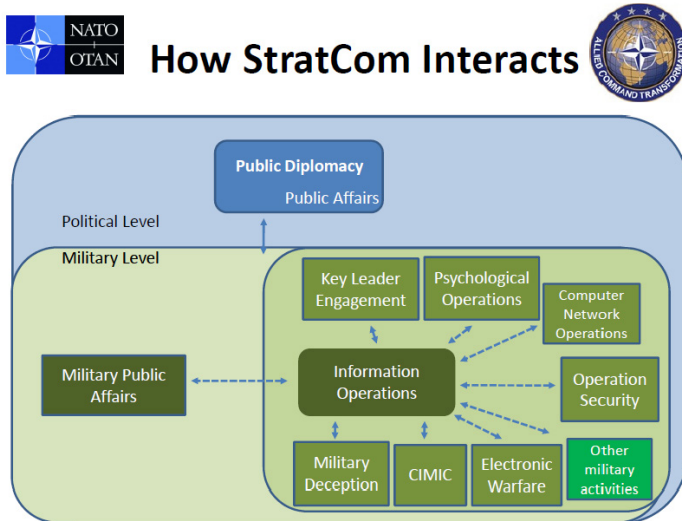 NATO
OTAN
How StratCom Interacts
ALLIED COMMAND TRANSFORMATION
Public Diplomacy
Public Affairs
Political Level
Military Level
Key Leader
Engagement
Psychological
Operations
Computer
Network
Operations
Military Public
Affairs
Information
Operations
Operation
Security
Military
Deception
CIMIC
Electronic
Warfare
Other
military
activities